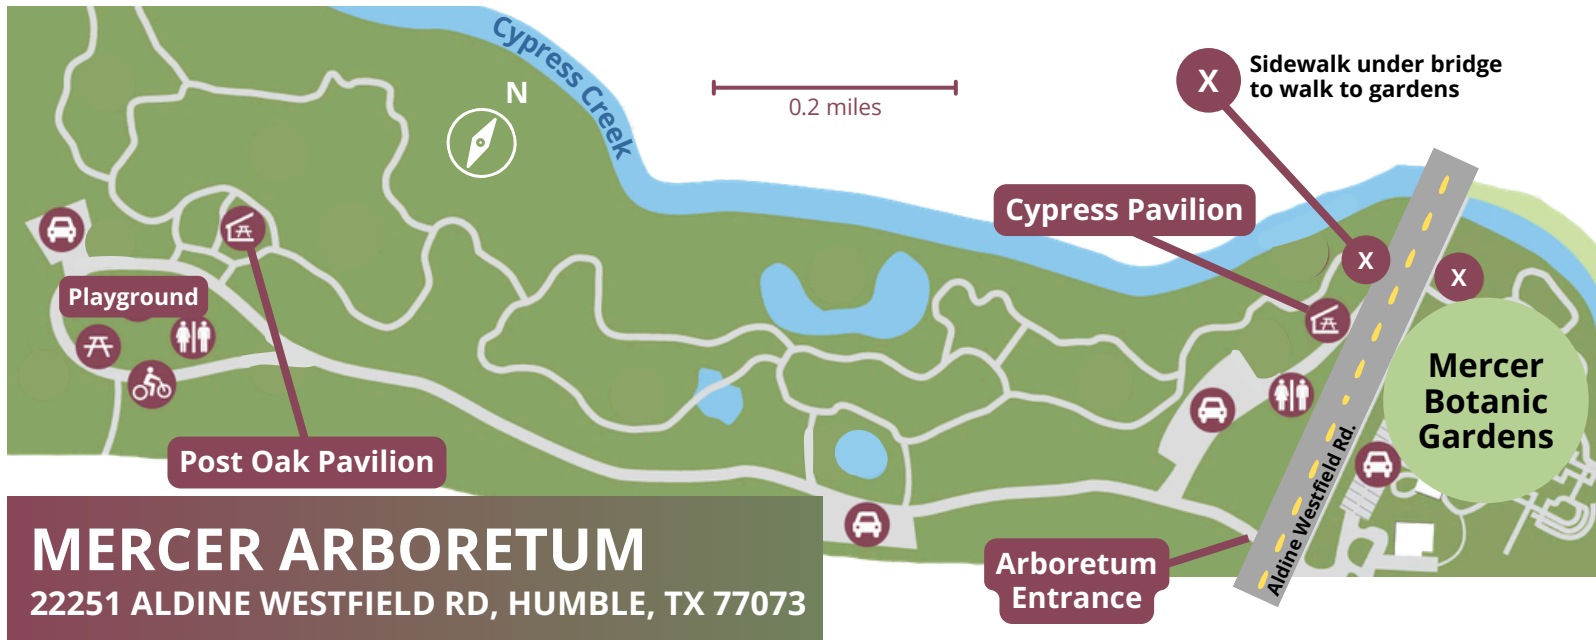 Cypress Creek
N
0.2 miles
X
Sidewalk under bridge
to walk to gardens
Cypress Pavilion
X
X
Playground
Mercer
Botanic
Gardens
Post Oak Pavilion
Aldine Westfield Rd.
Arboretum
Entrance
MERCER ARBORETUM
22251 ALDINE WESTFIELD RD, HUMBLE, TX 77073